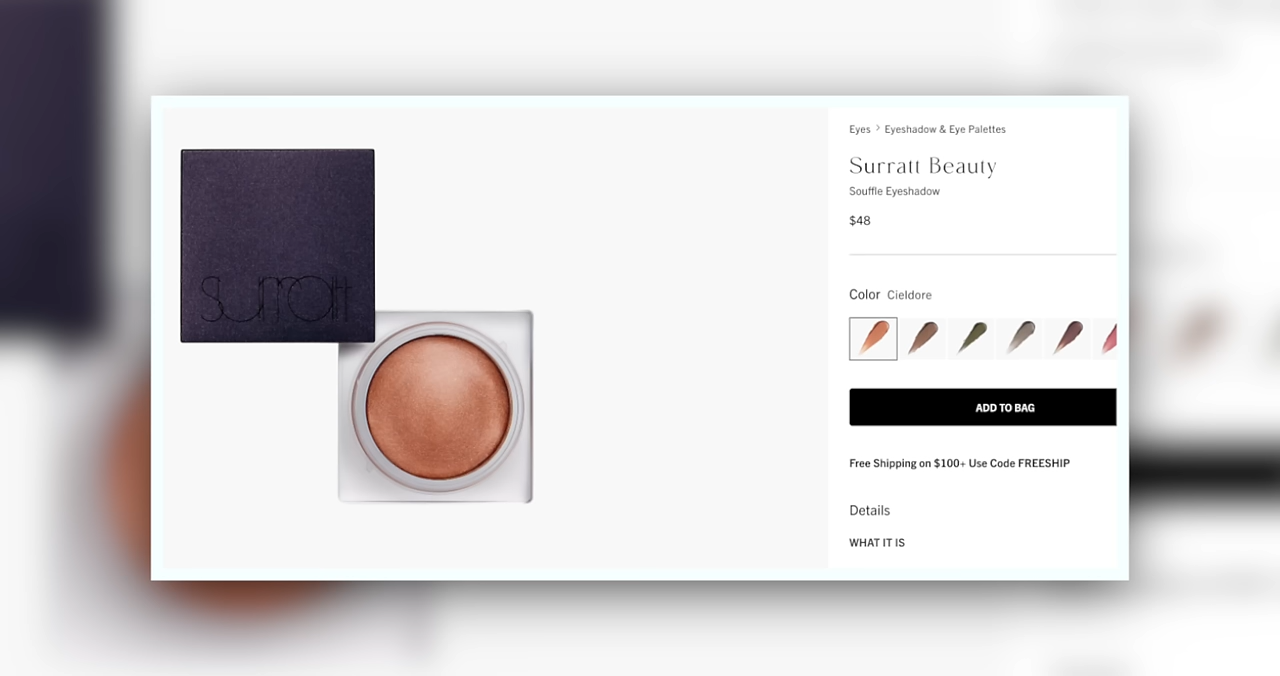 surratt
Eyes > Eyeshadow & Eye Palettes
Surratt Beauty
Souffle Eyeshadow
$48
Color Cieldore
ADD TO BAG
Free Shipping on $100+ Use Code FREESHIP
Details
WHAT IT IS